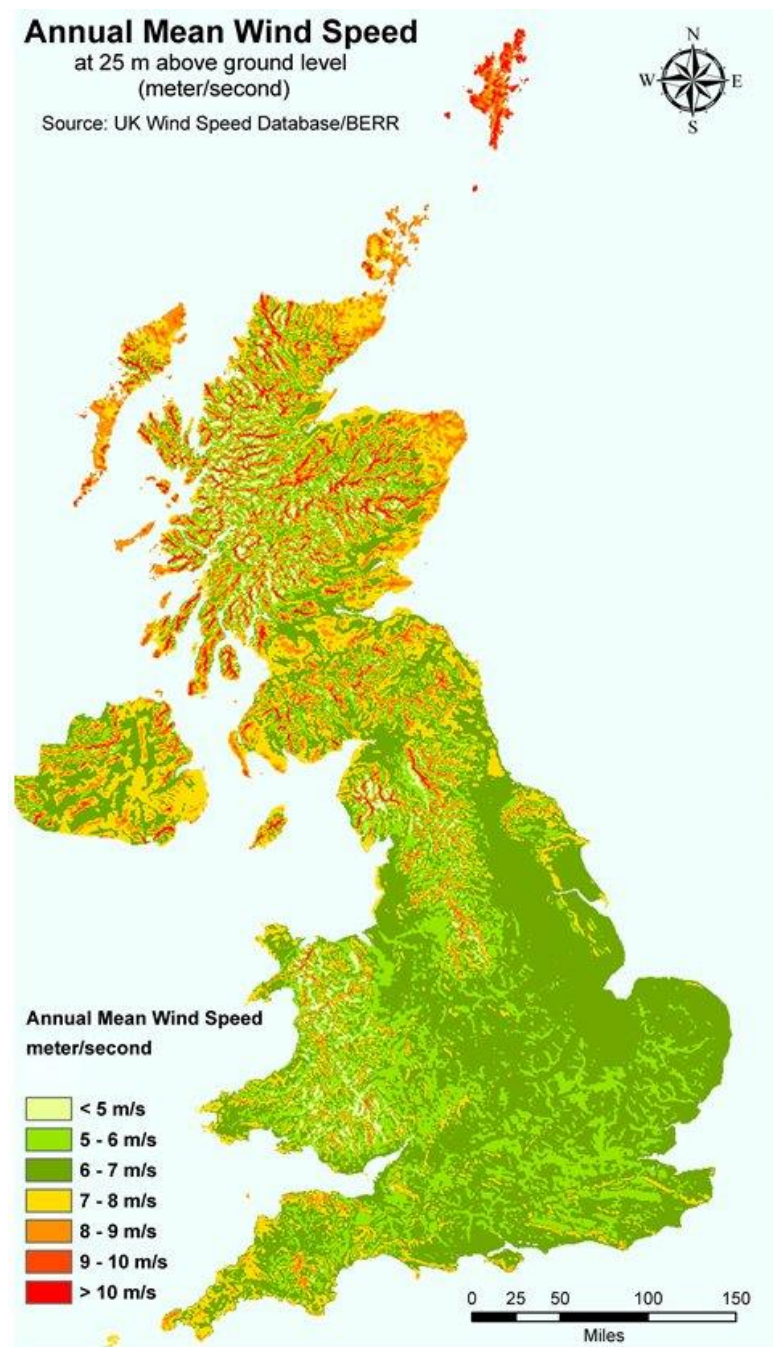 Annual Mean Wind Speed
at 25 m above ground level
(meter/second)
Source: UK Wind Speed Database/BERR
N
W E
S
Annual Mean Wind Speed
meter/second
< 5 m/s
5 - 6 m/s
6 - 7 m/s
7 - 8 m/s
8 - 9 m/s
9 - 10 m/s
> 10 m/s
0 25 50 100 150
Miles